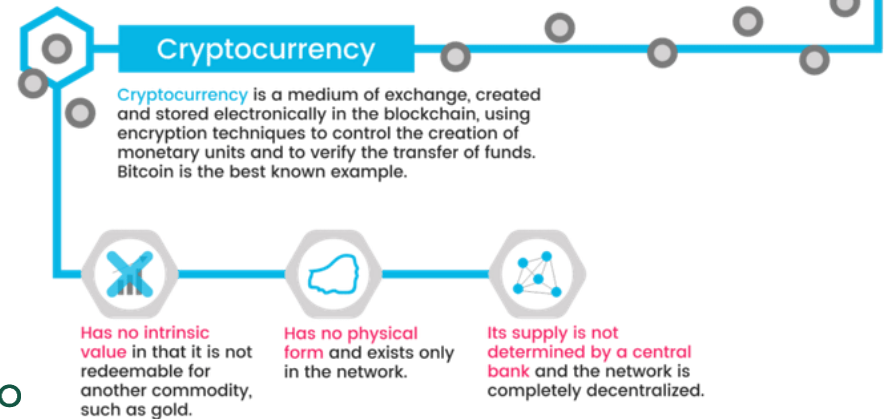 Cryptocurrency
Cryptocurrency is a medium of exchange, created
and stored electronically in the blockchain, using
encryption techniques to control the creation of
monetary units and to verify the transfer of funds.
Bitcoin is the best known example.
Has no intrinsic
value in that it is not
redeemable for
another commodity,
such as gold.
Has no physical
form and exists only
in the network.
Its supply is not
determined by a central
bank and the network is
completely decentralized.
o